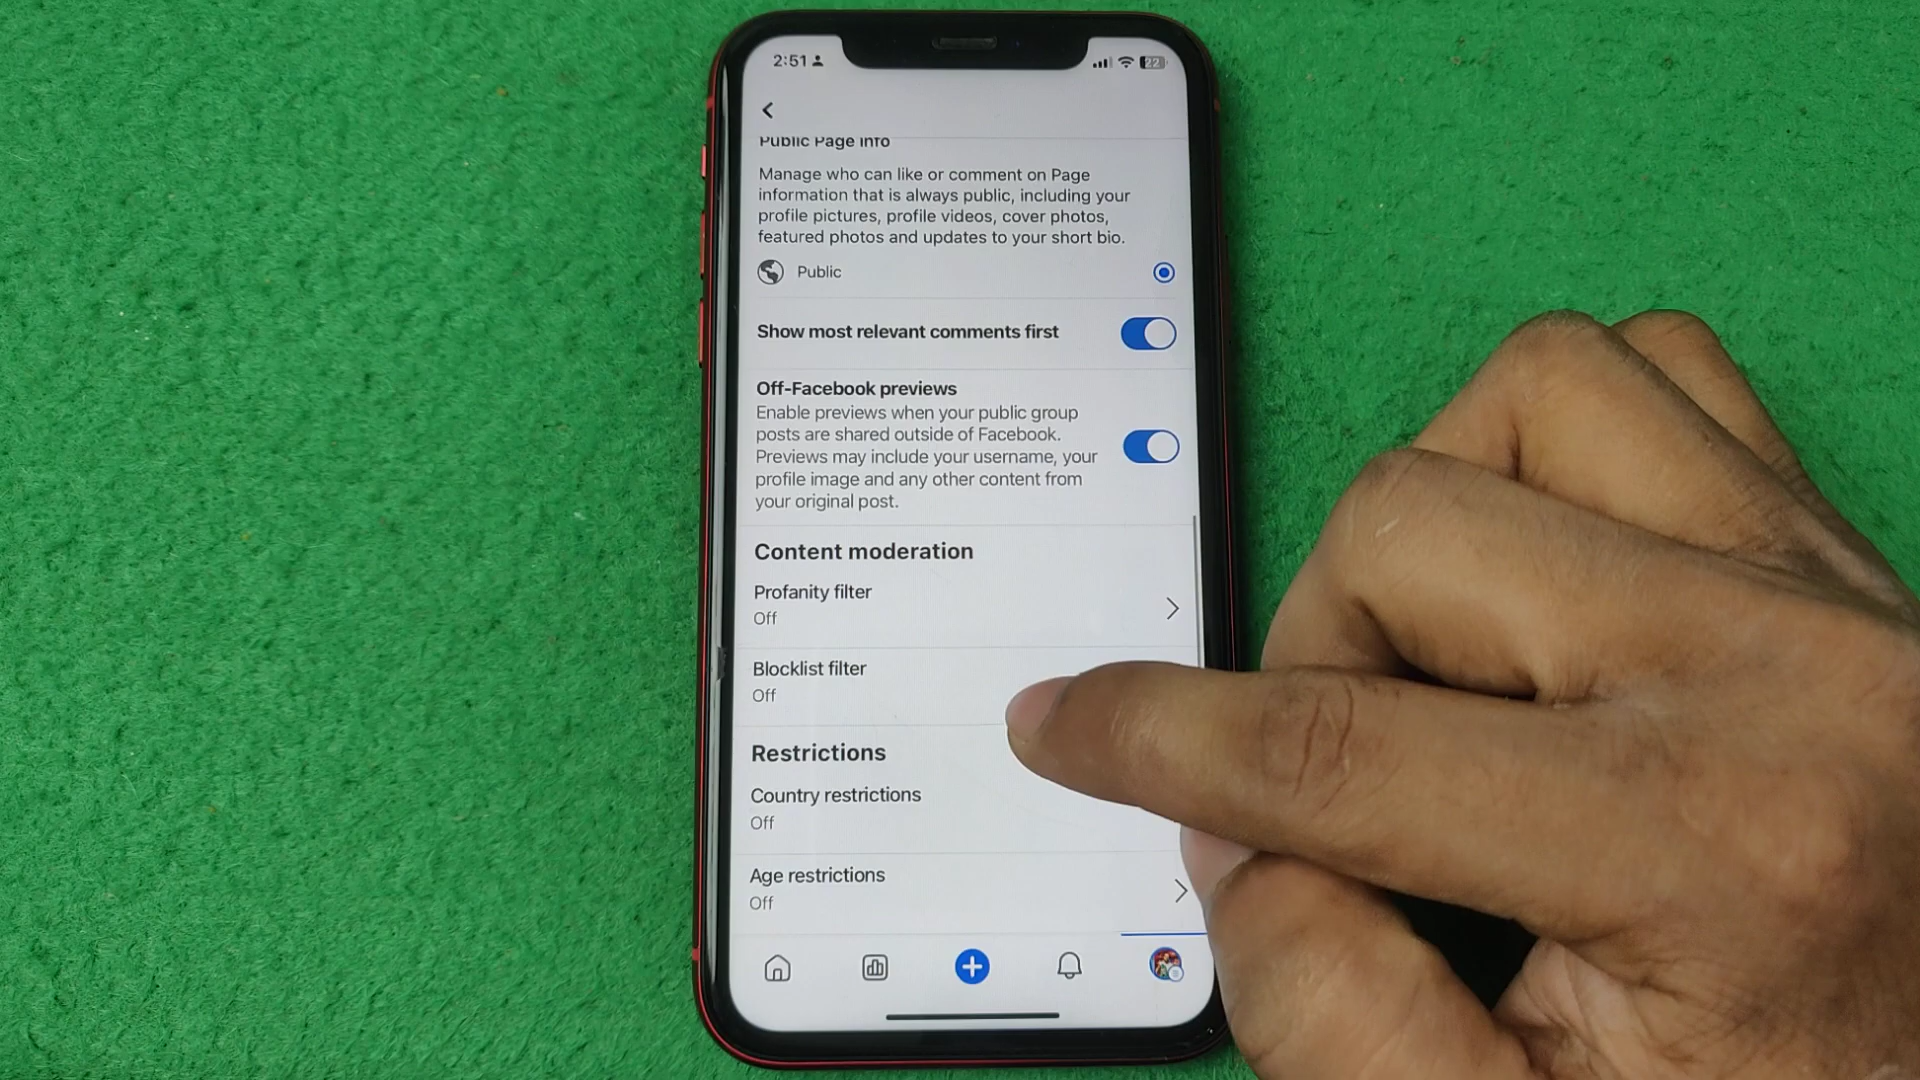 2:51
22
Public Page info
Manage who can like or comment on Page
information that is always public, including your
profile pictures, profile videos, cover photos,
featured photos and updates to your short bio.
Public
Show most relevant comments first
Off-Facebook previews
Enable previews when your public group
posts are shared outside of Facebook.
Previews may include your username, your
profile image and any other content from
your original post.
Content moderation
Profanity filter
Off
Blocklist filter
Off
Restrictions
Country restrictions
Off
Age restrictions
Off